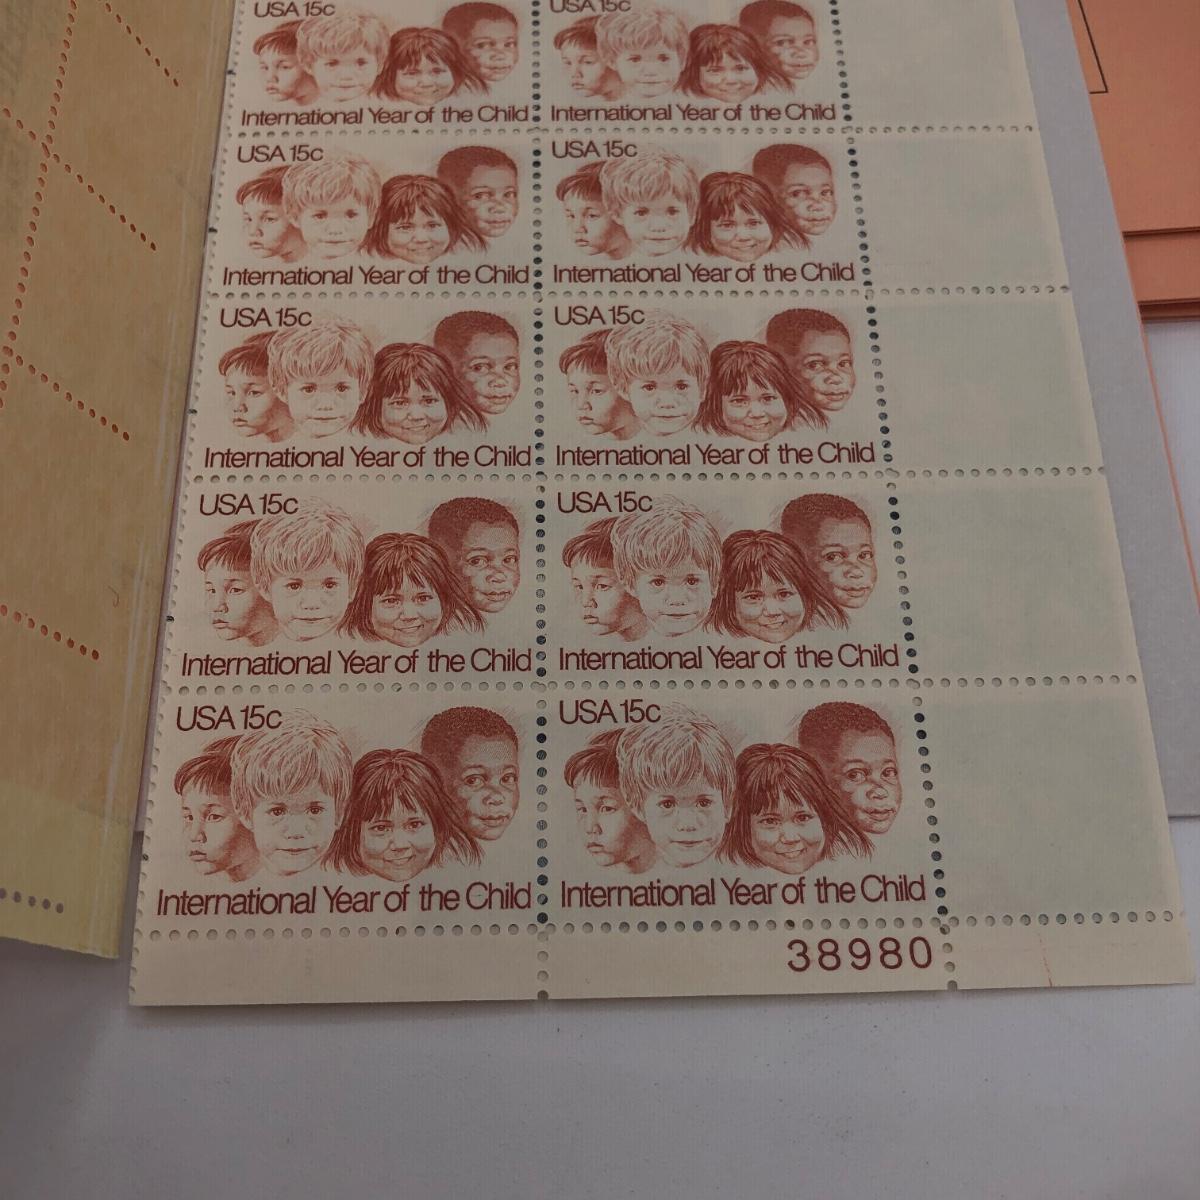 USA 15c USA 15c
International Year of the Child International Year of the Child
USA 15c USA 15c
International Year of the Child International Year of the Child
USA 15c USA 15c
International Year of the Child International Year of the Child
USA 15c USA 15c
International Year of the Child International Year of the Child
USA 15c USA 15c
International Year of the Child International Year of the Child
38980